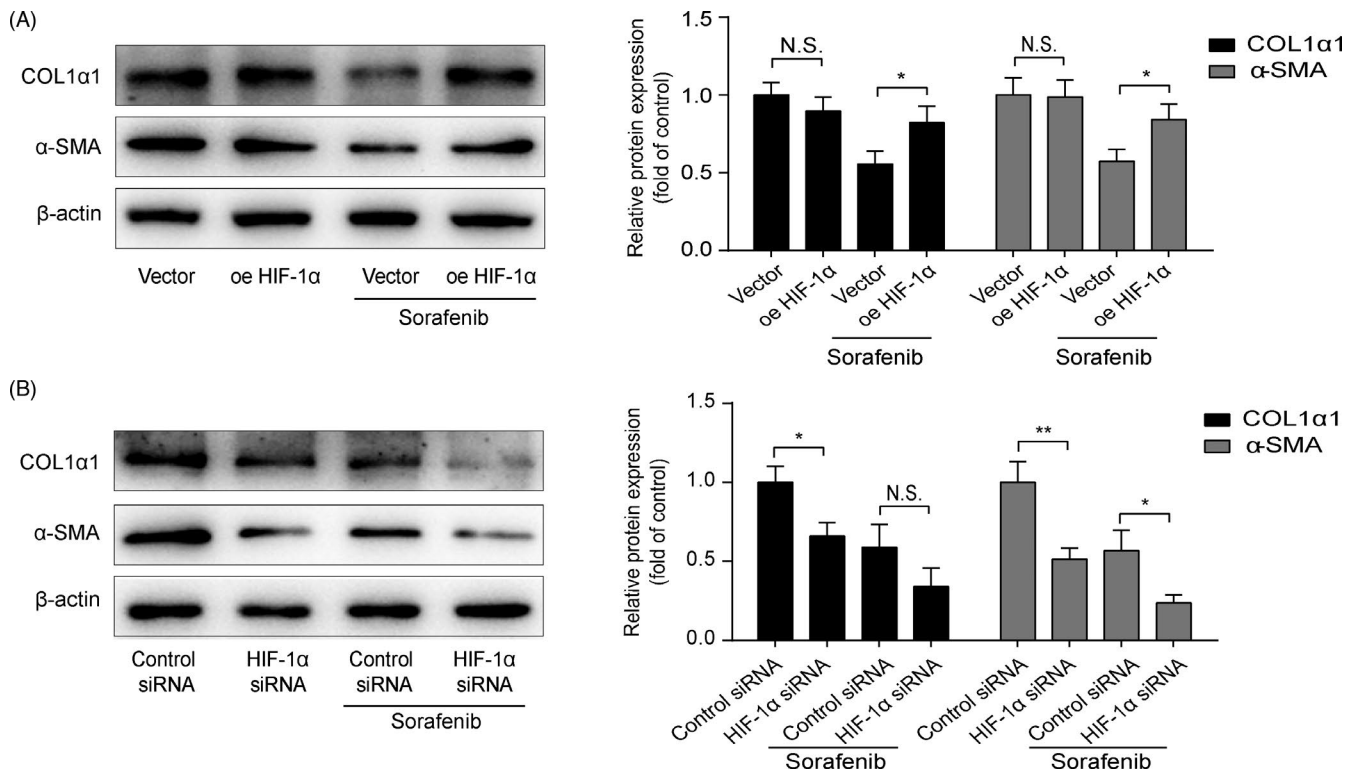 (A)
COL1α1
α-SMA
β-actin
Vector oe HIF-1α Vector oe HIF-1α
Sorafenib
Relative protein expression
(fold of control)
1.5
1.0
0.5
0.0
N.S.
*
N.S.
*
COL1α1
α-SMA
Vector
oe HIF-1α
Vector
oe HIF-1α
Vector
oe HIF-1α
Vector
oe HIF-1α
Sorafenib
Sorafenib
(B)
COL1α1
α-SMA
β-actin
Control HIF-1α Control HIF-1α
siRNA siRNA siRNA siRNA
Sorafenib
Relative protein expression
(fold of control)
1.5
1.0
0.5
0.0
*
N.S.
**
*
COL1α1
α-SMA
Control siRNA
HIF-1α siRNA
Control siRNA
HIF-1α siRNA
Control siRNA
HIF-1α siRNA
Control siRNA
HIF-1α siRNA
Sorafenib
Sorafenib